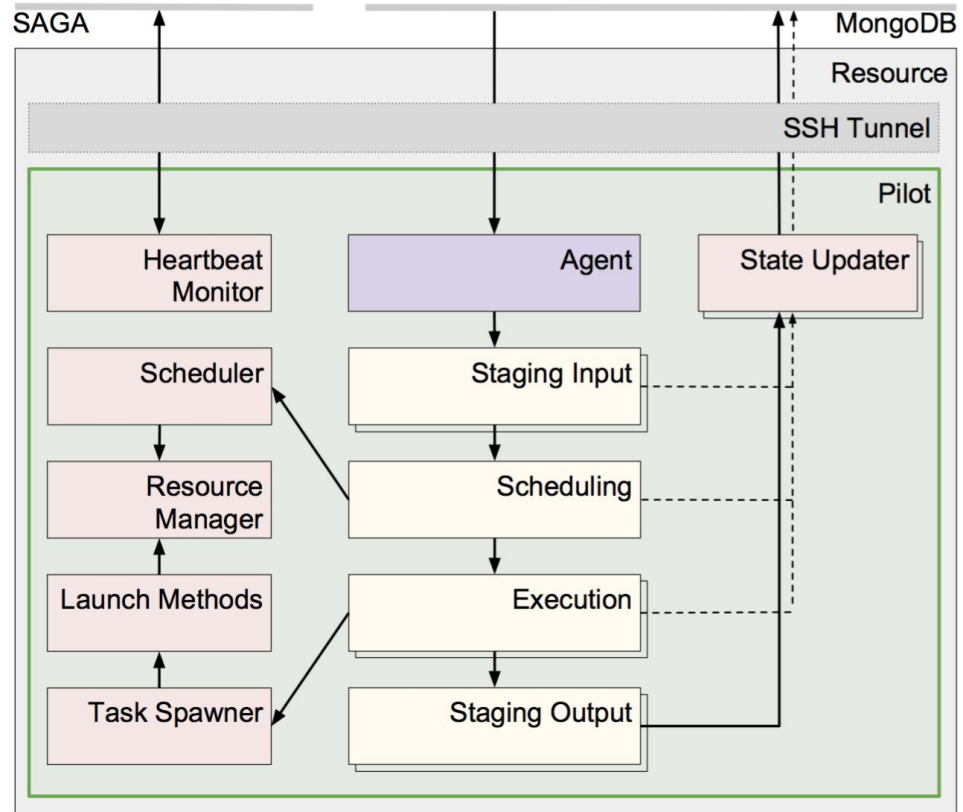 SAGA
MongoDB
Resource
SSH Tunnel
Pilot
Heartbeat
Monitor
Agent
State Updater
Scheduler
Staging Input
Resource
Manager
Scheduling
Launch Methods
Execution
Task Spawner
Staging Output